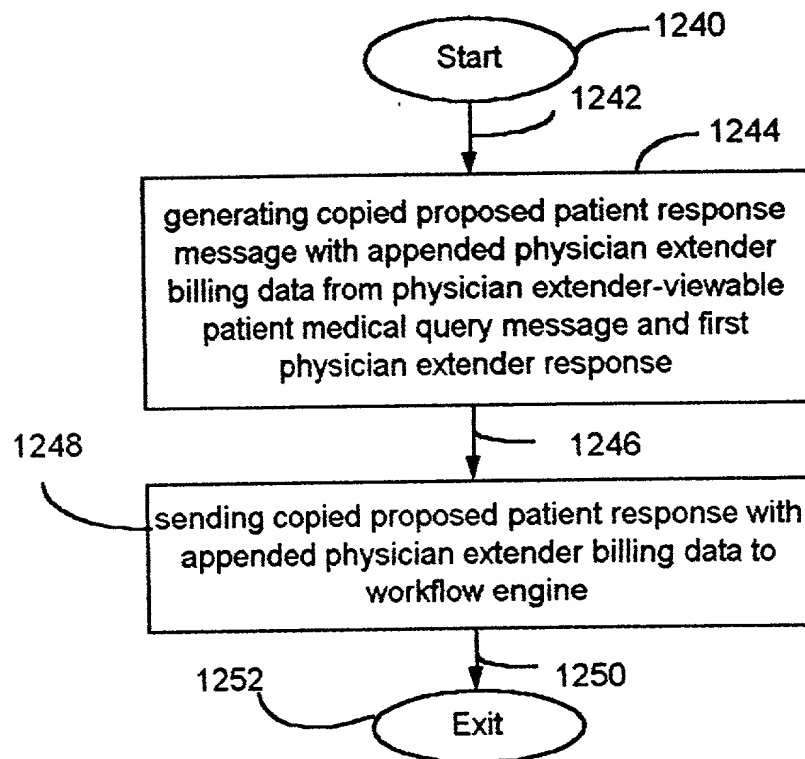 1240
Start
1242
1244
generating copied proposed patient response
message with appended physician extender
billing data from physician extender-viewable
patient medical query message and first
physician extender response
1246
1248
sending copied proposed patient response with
appended physician extender billing data to
workflow engine
1250
1252
Exit